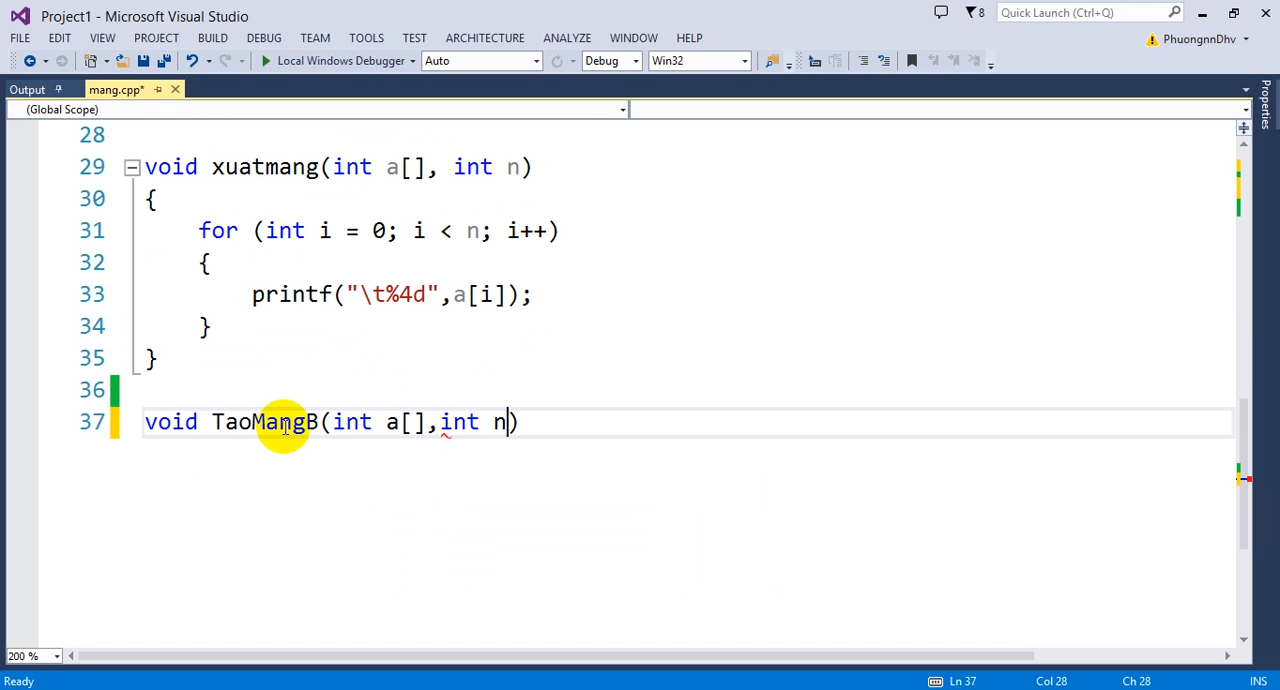 Project1 - Microsoft Visual Studio
8
Quick Launch (Ctrl+Q)
FILE EDIT VIEW PROJECT BUILD DEBUG TEAM TOOLS TEST ARCHITECTURE ANALYZE WINDOW HELP
PhuongnnDhv
Local Windows Debugger Auto Debug Win32
Output mang.cpp*
Properties
(Global Scope)
28
29 void xuatmang(int a[], int n)
30 {
31 for (int i = 0; i < n; i++)
32 {
33 printf("\t%4d",a[i]);
34 }
35 }
36
37 void TaoMangB(int a[],int n)
200 %
Ready Ln 37 Col 28 Ch 28 INS